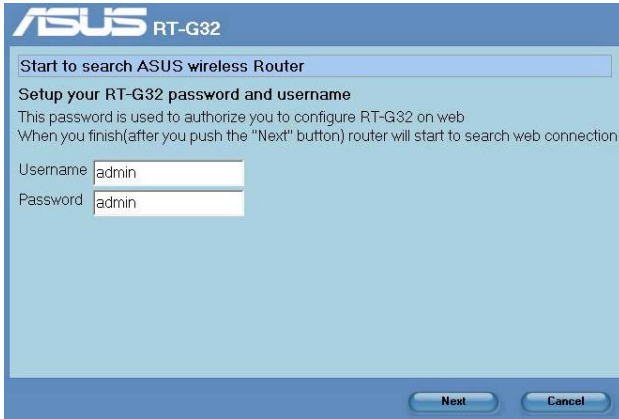 ASUS RT-G32
Start to search ASUS wireless Router
Setup your RT-G32 password and username
This password is used to authorize you to configure RT-G32 on web
When you finish(after you push the "Next" button) router will start to search web connection
Username admin
Password admin
Next Cancel